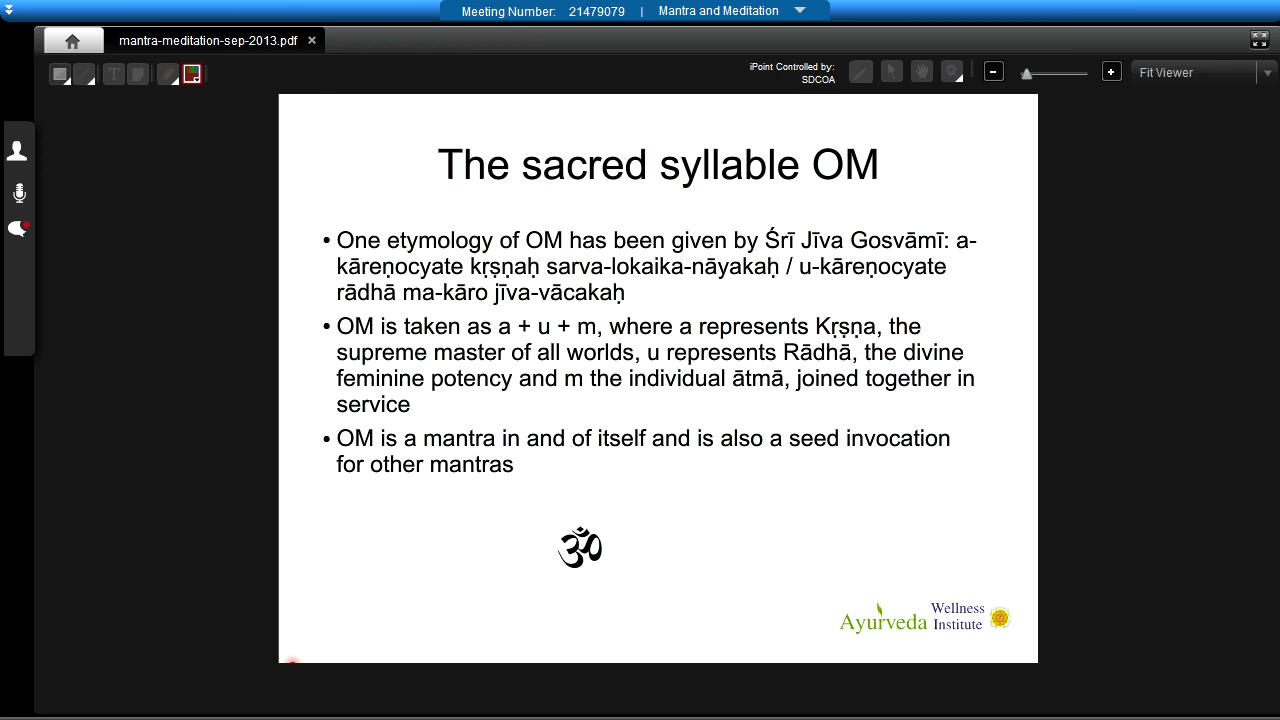 Meeting Number: 21479079 | Mantra and Meditation
mantra-meditation-sep-2013.pdf ×
iPoint Controlled by:
SDCOA
Fit Viewer
The sacred syllable OM
• One etymology of OM has been given by Śrī Jīva Gosvāmī: a-
kāreṇocyate kṛṣṇaḥ sarva-lokaika-nāyakaḥ / u-kāreṇocyate
rādhā ma-kāro jīva-vācakaḥ
• OM is taken as a + u + m, where a represents Kṛṣṇa, the
supreme master of all worlds, u represents Rādhā, the divine
feminine potency and m the individual ātmā, joined together in
service
• OM is a mantra in and of itself and is also a seed invocation
for other mantras
ॐ
Ayurveda Wellness
Institute